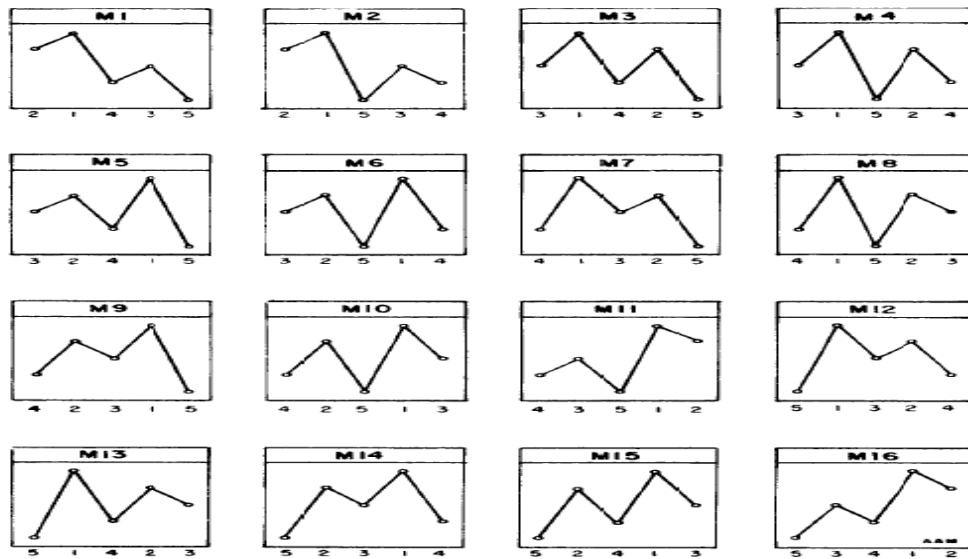 M1 M2 M3 M4
2 1 4 3 5 2 1 5 3 4 3 1 4 2 5 3 1 5 2 4
M5 M6 M7 M8
3 2 4 1 5 3 2 5 1 4 4 1 3 2 5 4 1 5 2 3
M9 M10 M11 M12
4 2 3 1 5 4 2 5 1 3 4 3 5 1 2 5 1 3 2 4
M13 M14 M15 M16
5 1 4 2 3 5 2 3 1 4 5 2 4 1 3 5 3 4 1 2